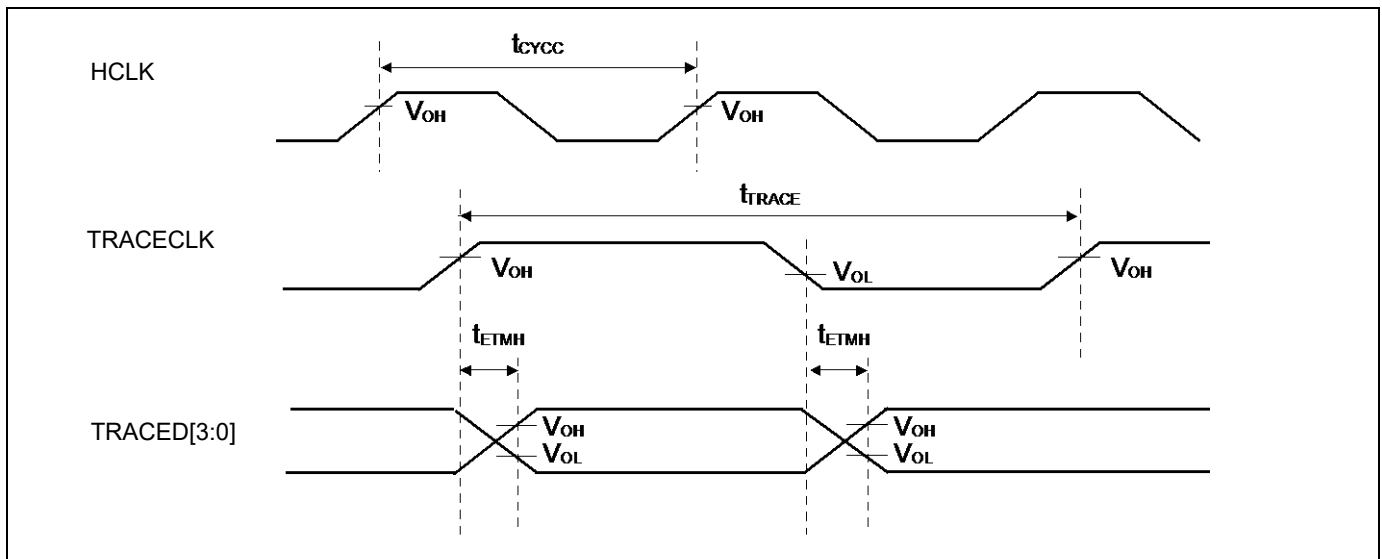 tCYCC
HCLK
VOH VOH
tTRACE
TRACECLK
VOH VOL VOH
tETMH tETMH
TRACED[3:0]
VOH VOH
VOL VOL